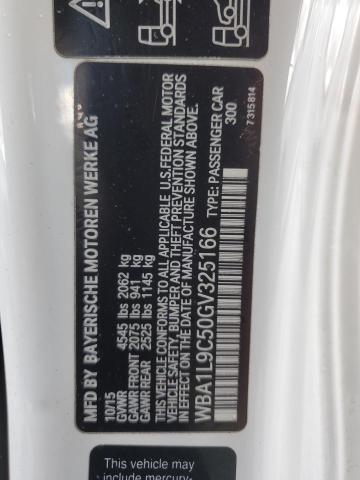 MFD BY BAYERISCHE MOTOREN WERKE AG
10/15
GVWR 4545 lbs 2062 kg
GAWR FRONT 2075 lbs 941 kg
GAWR REAR 2525 lbs 1145 kg
THIS VEHICLE CONFORMS TO ALL APPLICABLE U.S.FEDERAL MOTOR
VEHICLE SAFETY, BUMPER AND THEFT PREVENTION STANDARDS
IN EFFECT ON THE DATE OF MANUFACTURE SHOWN ABOVE.
WBA1L9C50GV325166 TYPE: PASSENGER CAR
300
7 315 814
This vehicle may
include mercury-